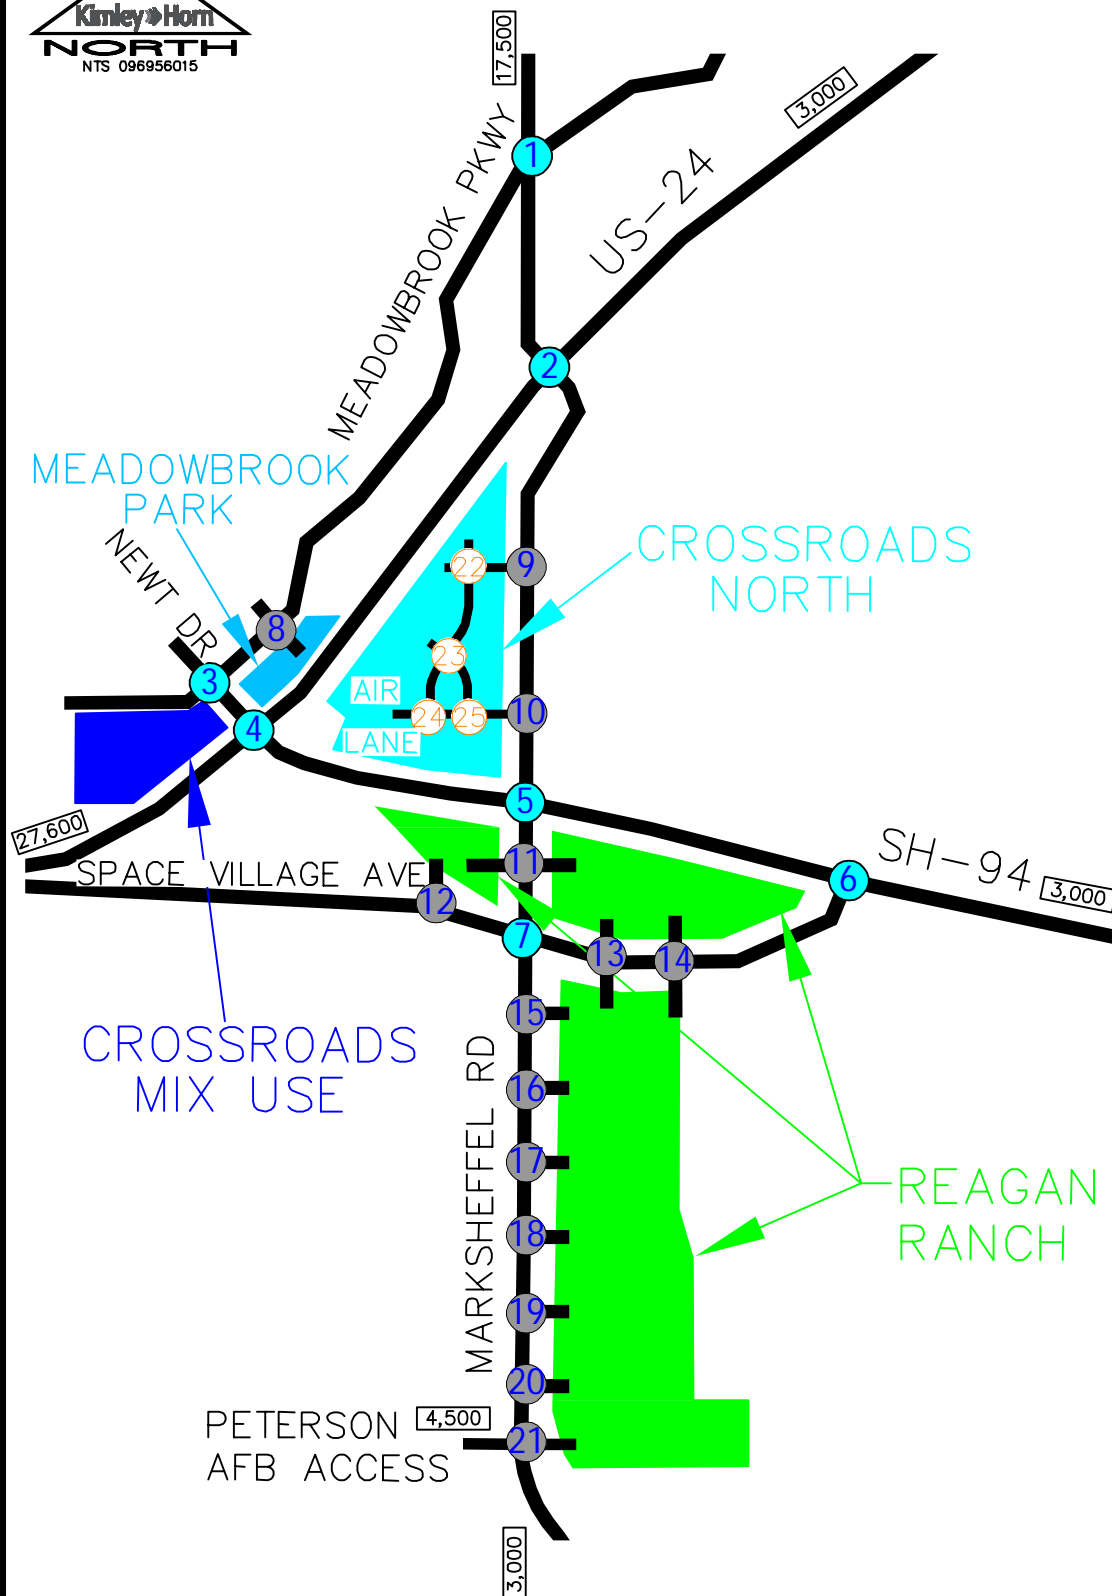 Kimley»Horn
NORTH
NTS 096956015
17,500
3,000
MEADOWBROOK PKWY
1
US-24
2
MEADOWBROOK
PARK
NEWT DR
CROSSROADS
NORTH
22
9
8
23
3
AIR
24
25
10
4
LANE
5
27,600
SPACE VILLAGE AVE
11
SH-94
3,000
6
12
7
13
14
15
CROSSROADS
MIX USE
MARKSHEFFEL RD
16
17
REAGAN
RANCH
18
19
20
PETERSON
AFB ACCESS
4,500
21
3,000